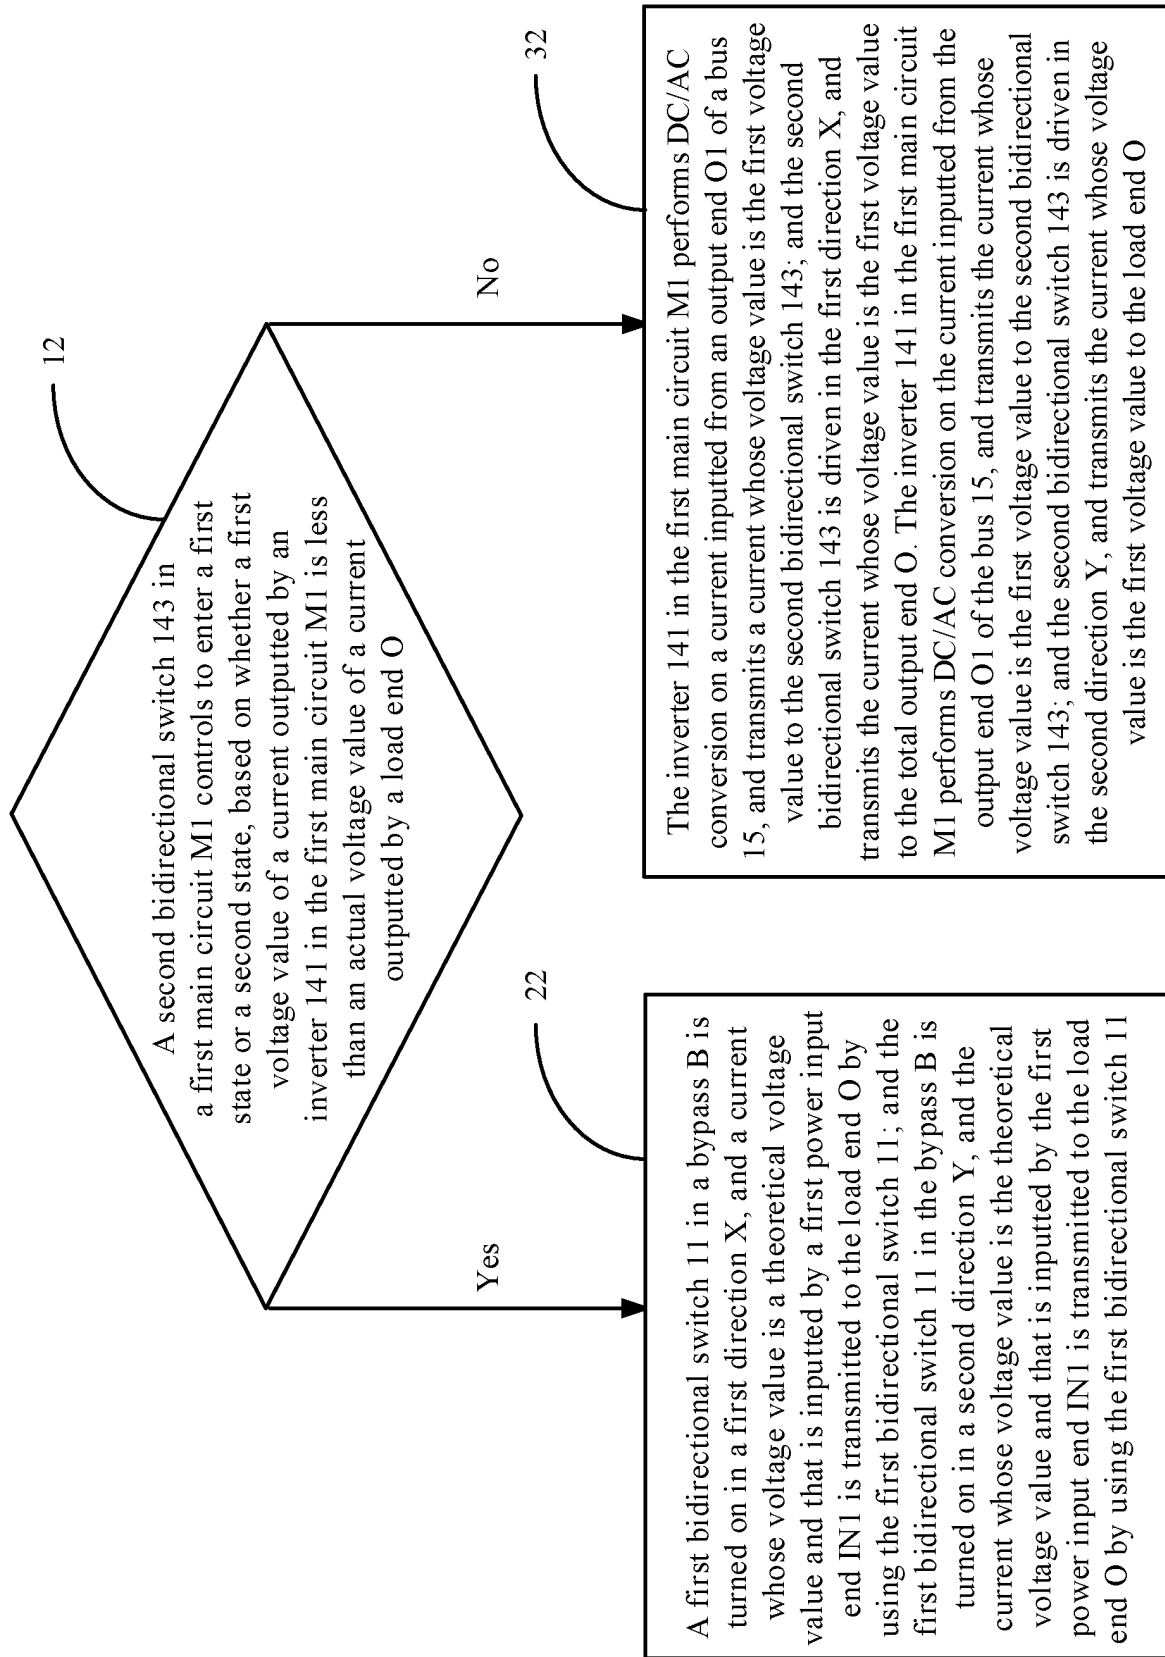 12
A second bidirectional switch 143 in
a first main circuit M1 controls to enter a first
state or a second state, based on whether a first
voltage value of a current outputted by an
inverter 141 in the first main circuit M1 is less
than an actual voltage value of a current
outputted by a load end O
Yes
No
22
A first bidirectional switch 11 in a bypass B is
turned on in a first direction X, and a current
whose voltage value is a theoretical voltage
value and that is inputted by a first power input
end IN1 is transmitted to the load end O by
using the first bidirectional switch 11; and the
first bidirectional switch 11 in the bypass B is
turned on in a second direction Y, and the
current whose voltage value is the theoretical
voltage value and that is inputted by the first
power input end IN1 is transmitted to the load
end O by using the first bidirectional switch 11
32
The inverter 141 in the first main circuit M1 performs DC/AC
conversion on a current inputted from an output end O1 of a bus
15, and transmits a current whose voltage value is the first voltage
value to the second bidirectional switch 143; and the second
bidirectional switch 143 is driven in the first direction X, and
transmits the current whose voltage value is the first voltage value
to the total output end O. The inverter 141 in the first main circuit
M1 performs DC/AC conversion on the current inputted from the
output end O1 of the bus 15, and transmits the current whose
voltage value is the first voltage value to the second bidirectional
switch 143; and the second bidirectional switch 143 is driven in
the second direction Y, and transmits the current whose voltage
value is the first voltage value to the load end O